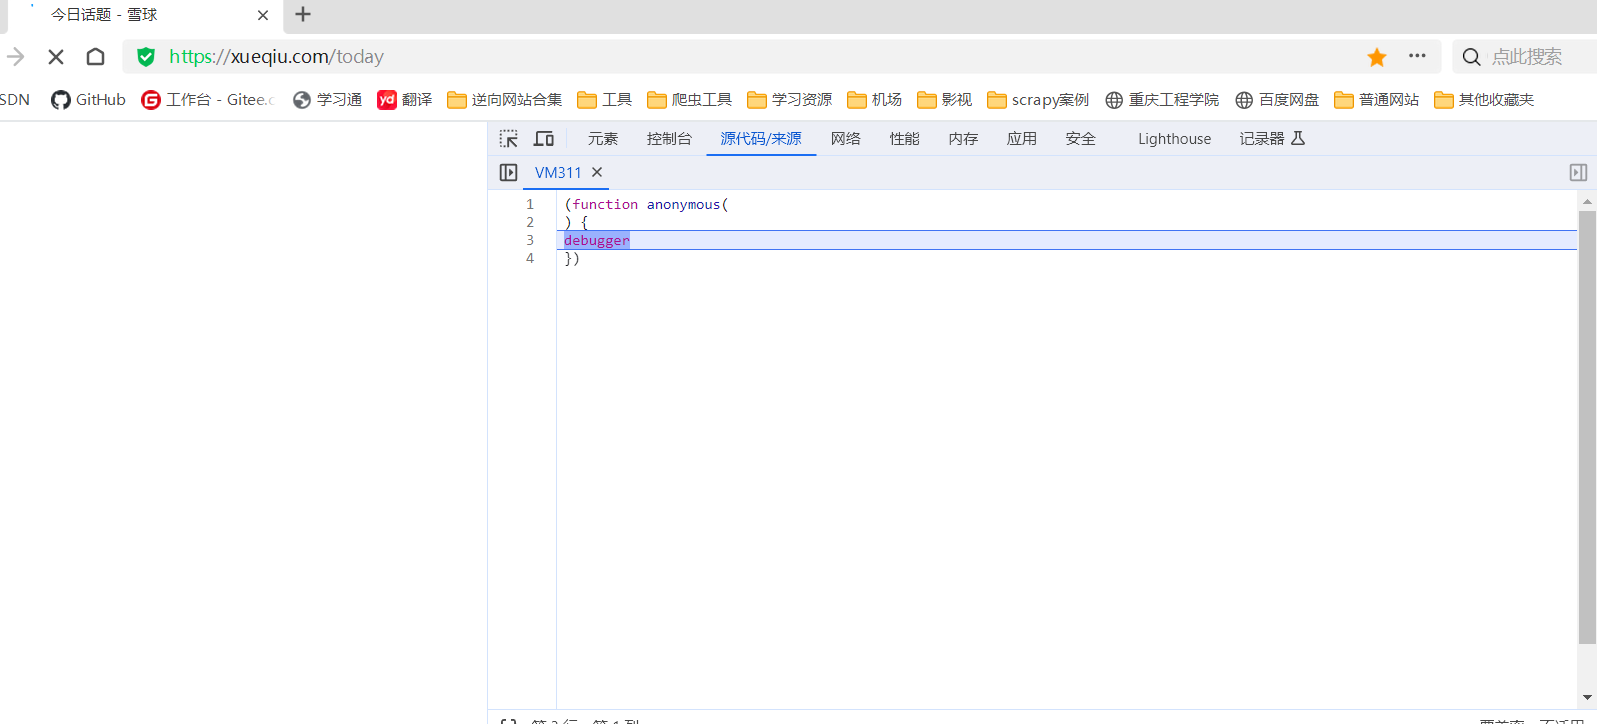 今日话题 - 雪球
https://xueqiu.com/today
点此搜索
SDN GitHub 工作台 - Gitee.c 学习通 yd 翻译 逆向网站合集 工具 爬虫工具 学习资源 机场 影视 scrapy案例 重庆工程学院 百度网盘 普通网站 其他收藏夹
元素 控制台 源代码/来源 网络 性能 内存 应用 安全 Lighthouse 记录器
VM311
1 (function anonymous(
2 ) {
3 debugger
4 })